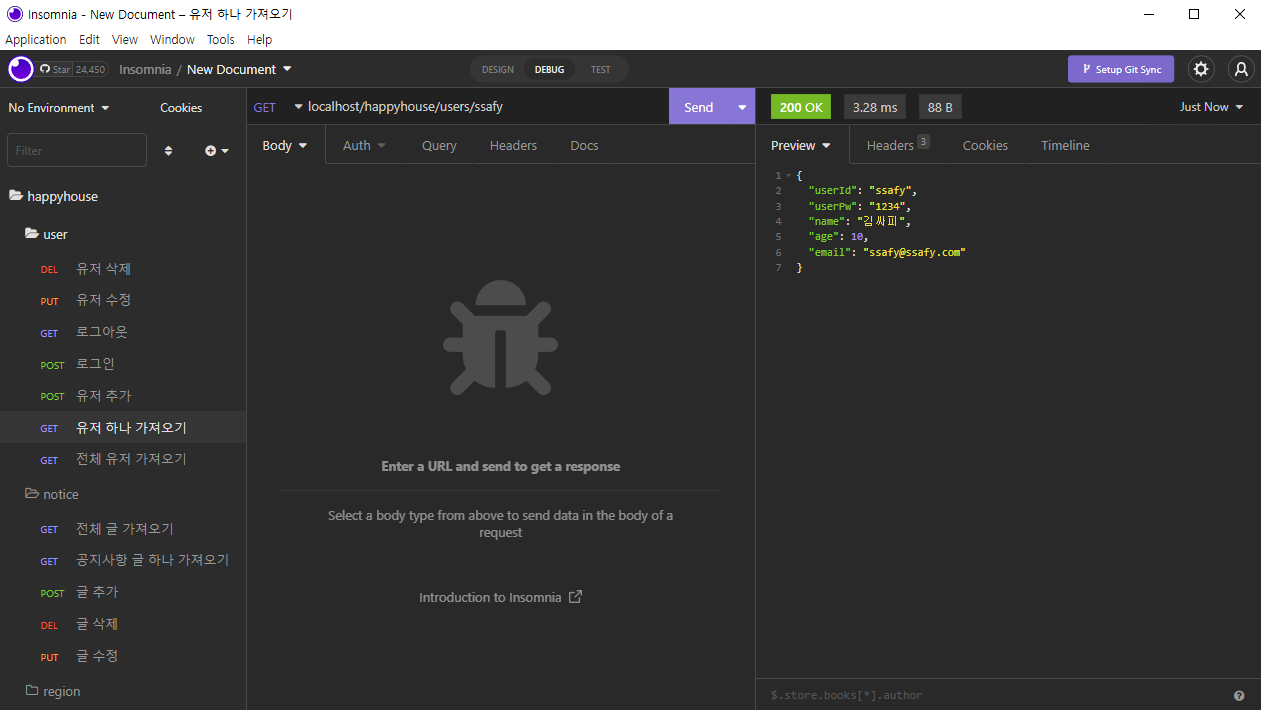 Insomnia - New Document – 유저 하나 가져오기
Application Edit View Window Tools Help
Star 24,450 Insomnia / New Document DESIGN DEBUG TEST Setup Git Sync
No Environment Cookies
Filter
happyhouse
user
DEL 유저 삭제
PUT 유저 수정
GET 로그아웃
POST 로그인
POST 유저 추가
GET 유저 하나 가져오기
GET 전체 유저 가져오기
notice
GET 전체 글 가져오기
GET 공지사항 글 하나 가져오기
POST 글 추가
DEL 글 삭제
PUT 글 수정
region
GET localhost/happyhouse/users/ssafy Send
Body Auth Query Headers Docs
Enter a URL and send to get a response
Select a body type from above to send data in the body of a
request
Introduction to Insomnia
200 OK 3.28 ms 88 B Just Now
Preview Headers 3 Cookies Timeline
1 {
2 "userId": "ssafy",
3 "userPw": "1234",
4 "name": "김싸피",
5 "age": 10,
6 "email": "ssafy@ssafy.com"
7 }
$.store.books[*].author